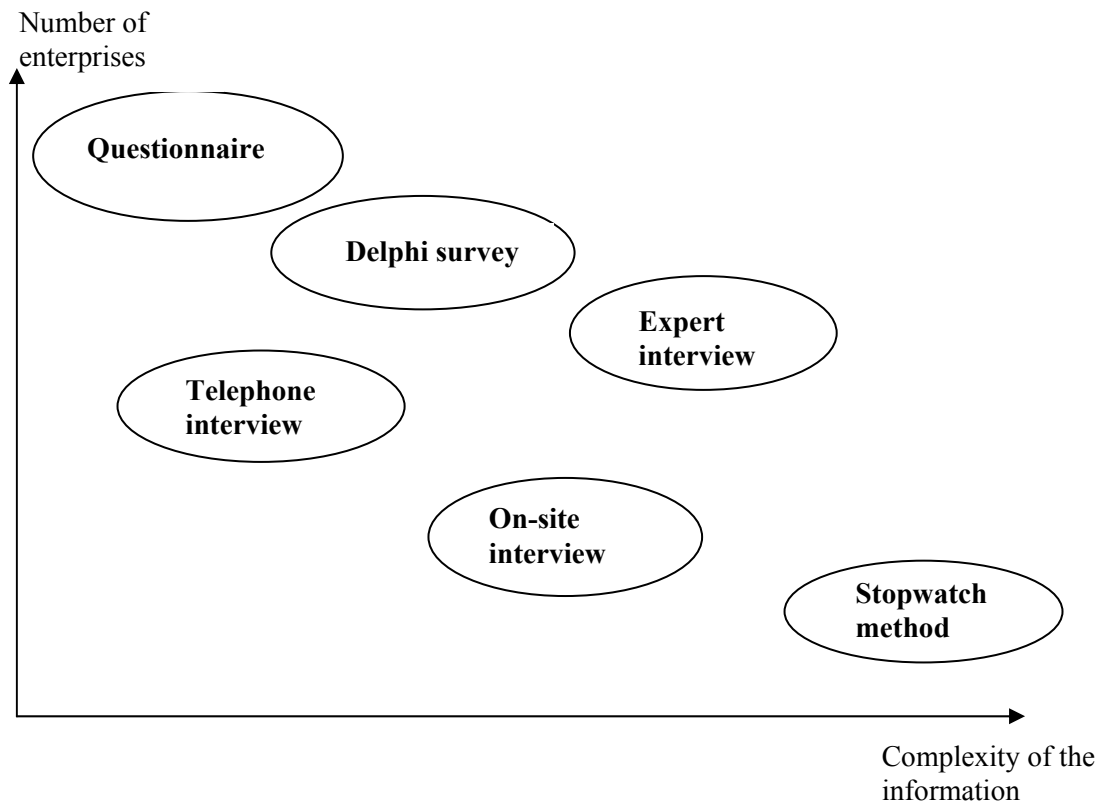 Number of
enterprises
Questionnaire
Delphi survey
Expert
interview
Telephone
interview
On-site
interview
Stopwatch
method
Complexity of the
information